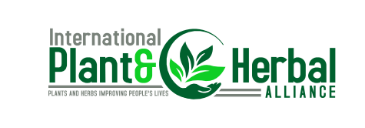 International
Plant& Herbal
PLANTS AND HERBS IMPROVING PEOPLE'S LIVES
ALLIANCE